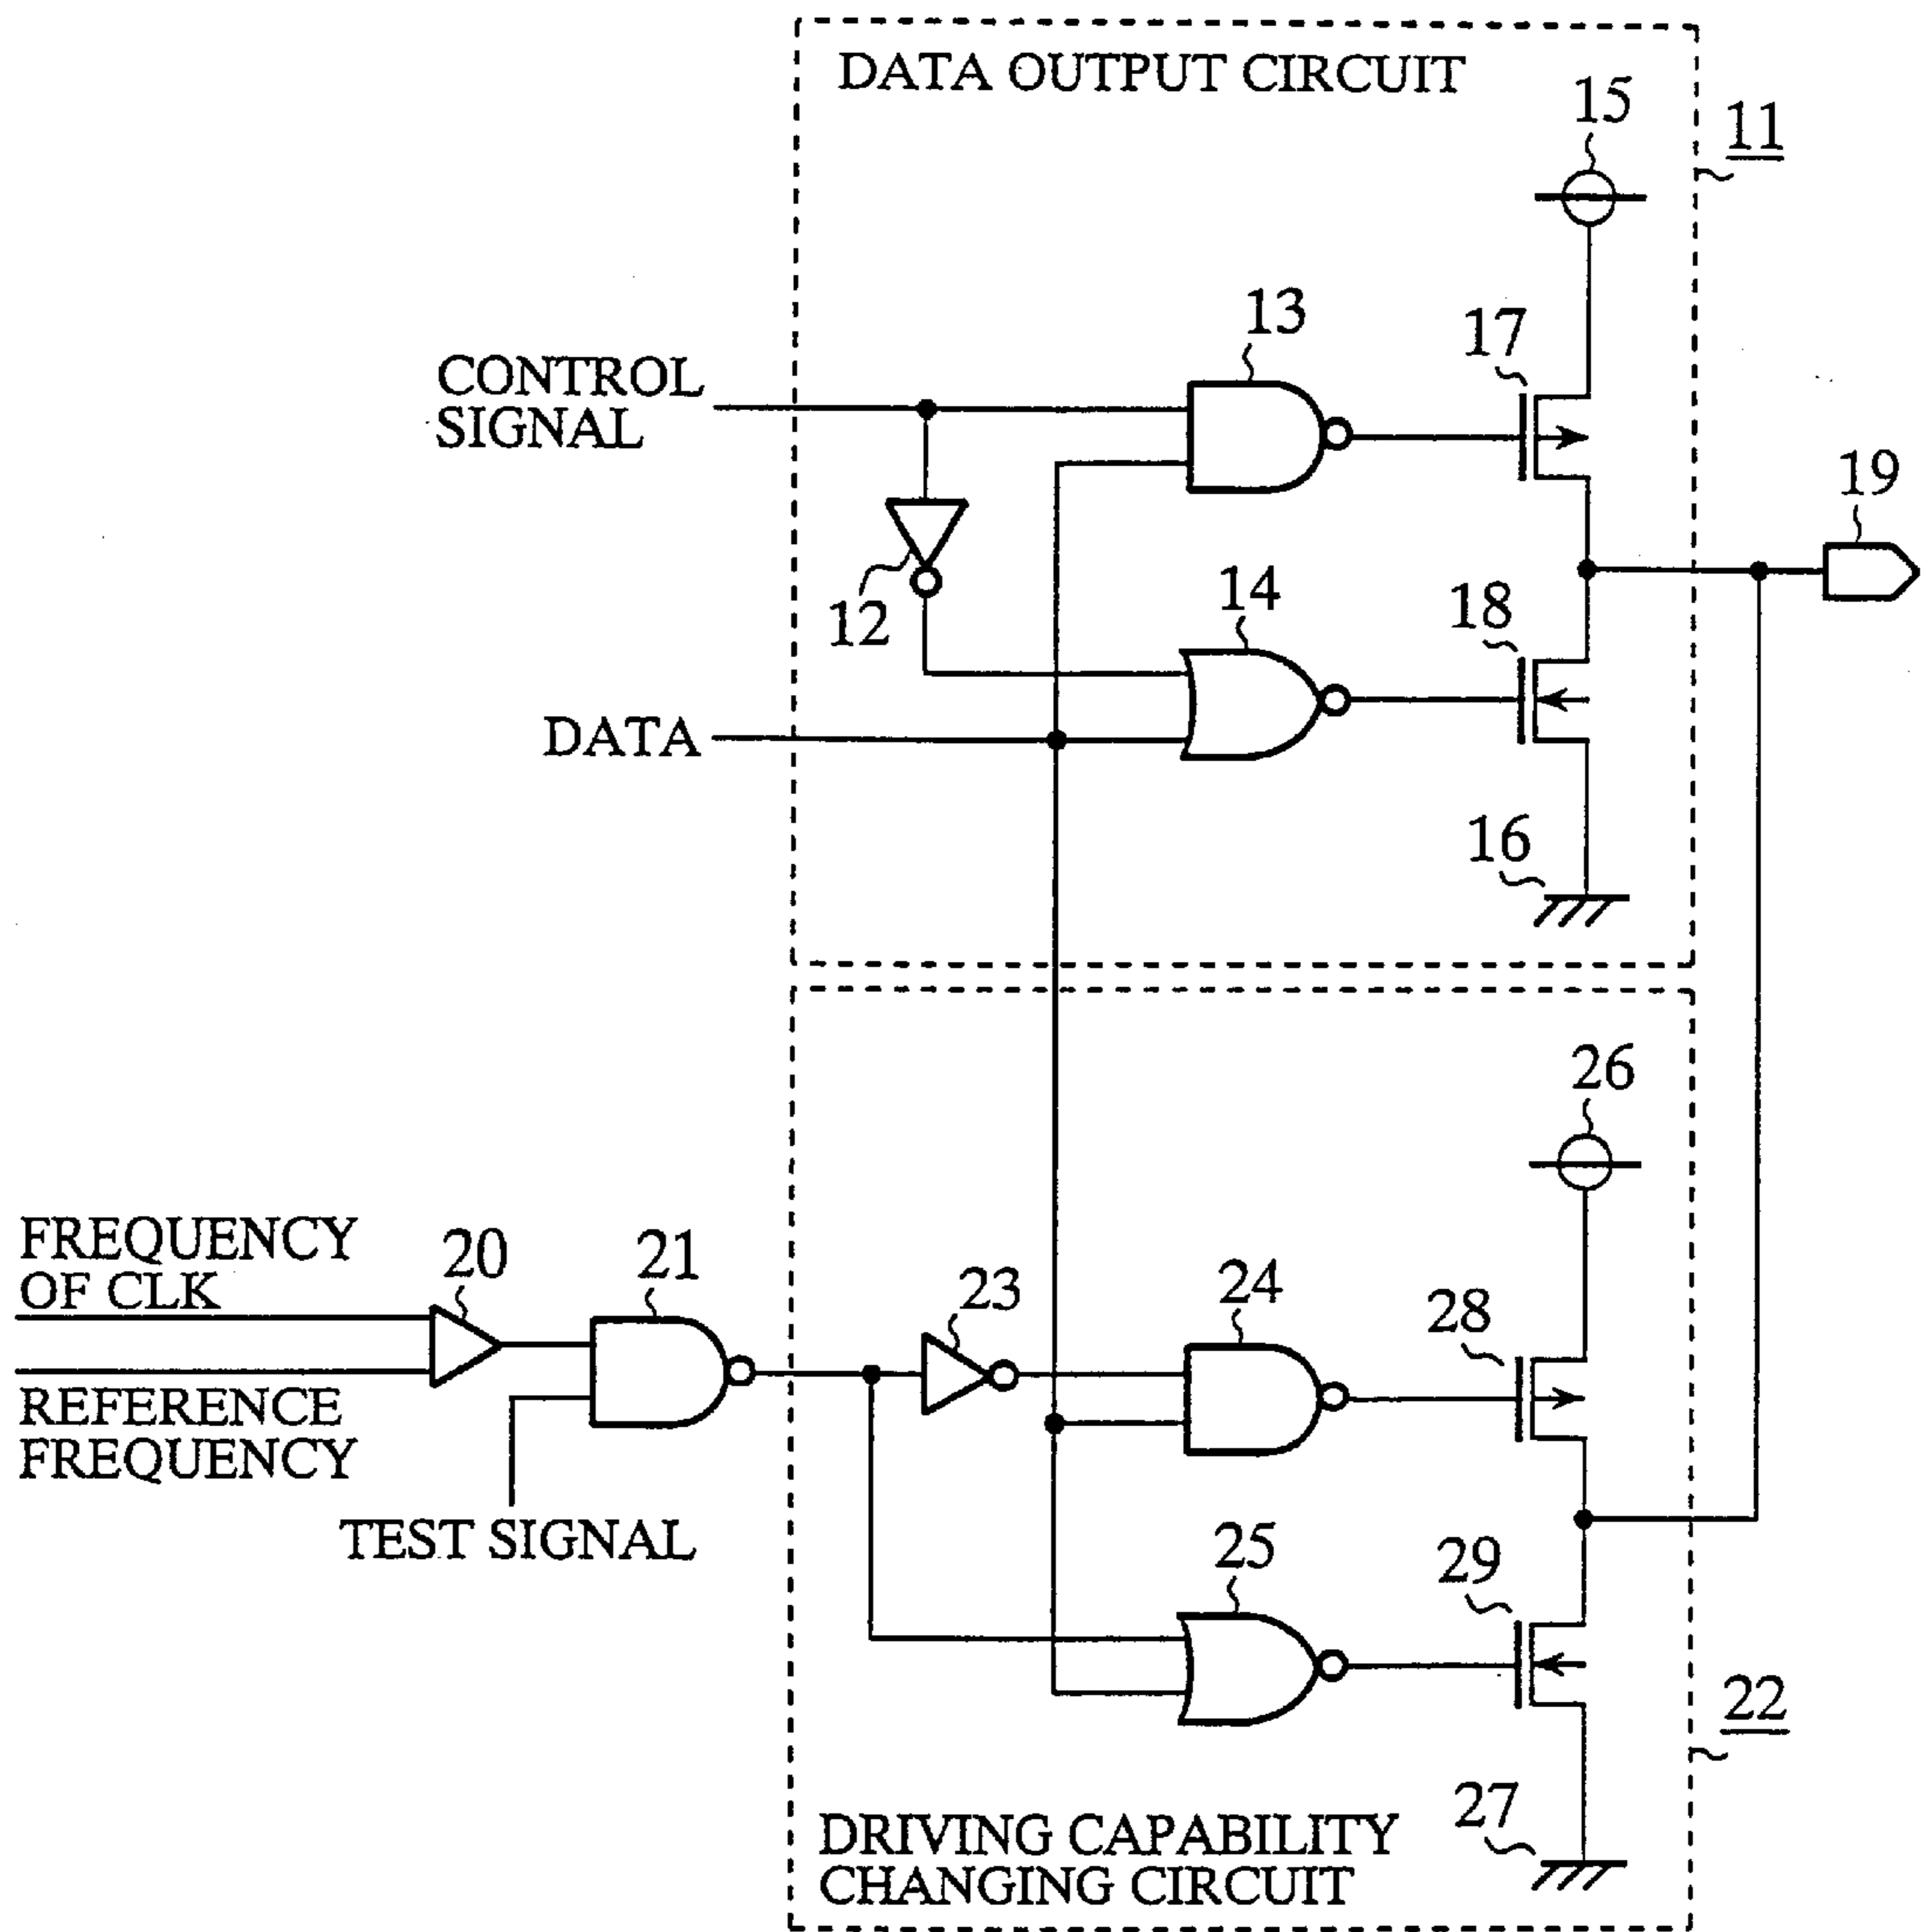 DATA OUTPUT CIRCUIT
15
11
13
17
CONTROL
SIGNAL
19
12
14
18
DATA
16
26
FREQUENCY
OF CLK
20
21
23
24
28
REFERENCE
FREQUENCY
TEST SIGNAL
25
29
22
27
DRIVING CAPABILITY
CHANGING CIRCUIT